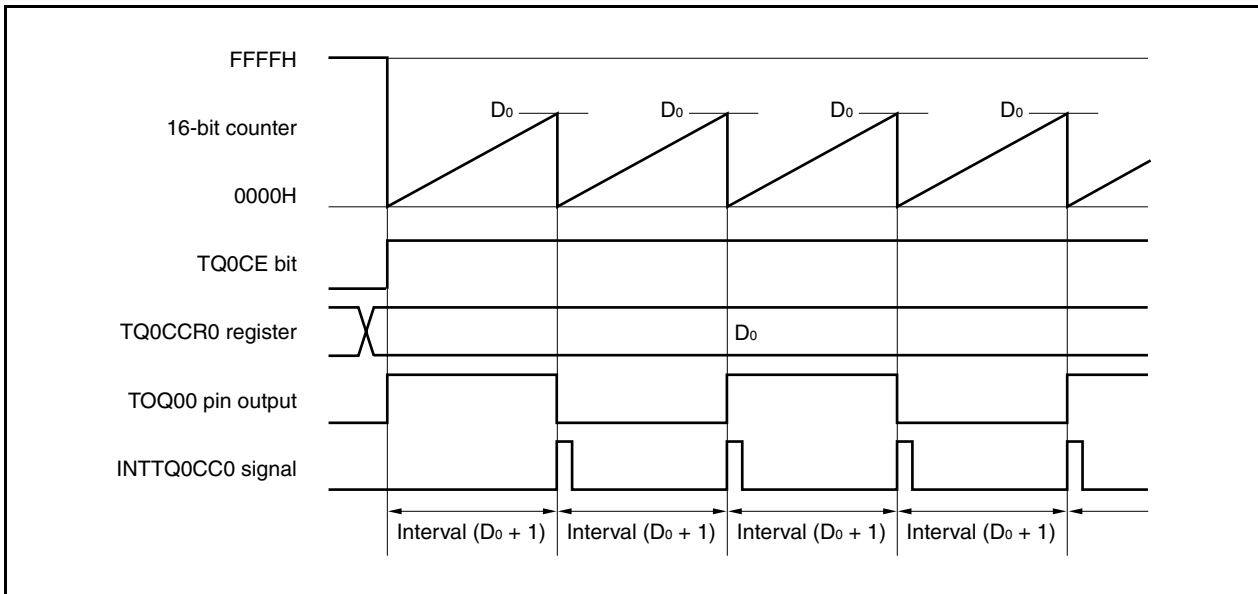 FFFFH
D0 D0 D0 D0
16-bit counter
0000H
TQ0CE bit
TQ0CCR0 register D0
TOQ00 pin output
INTTQ0CC0 signal
Interval (D0 + 1) Interval (D0 + 1) Interval (D0 + 1) Interval (D0 + 1)